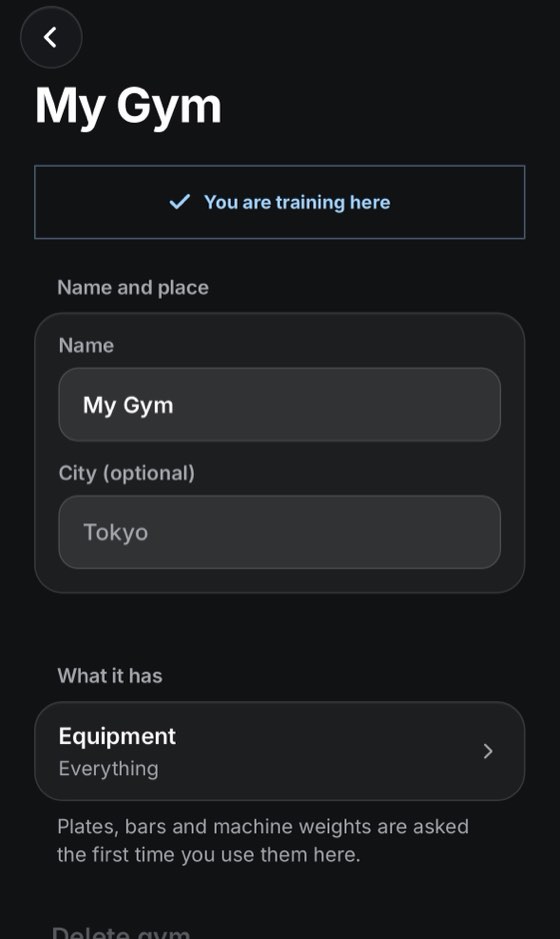 My Gym
You are training here
Name and place
Name
My Gym
City (optional)
Tokyo
What it has
Equipment
Everything
Plates, bars and machine weights are asked
the first time you use them here.
Delete gym